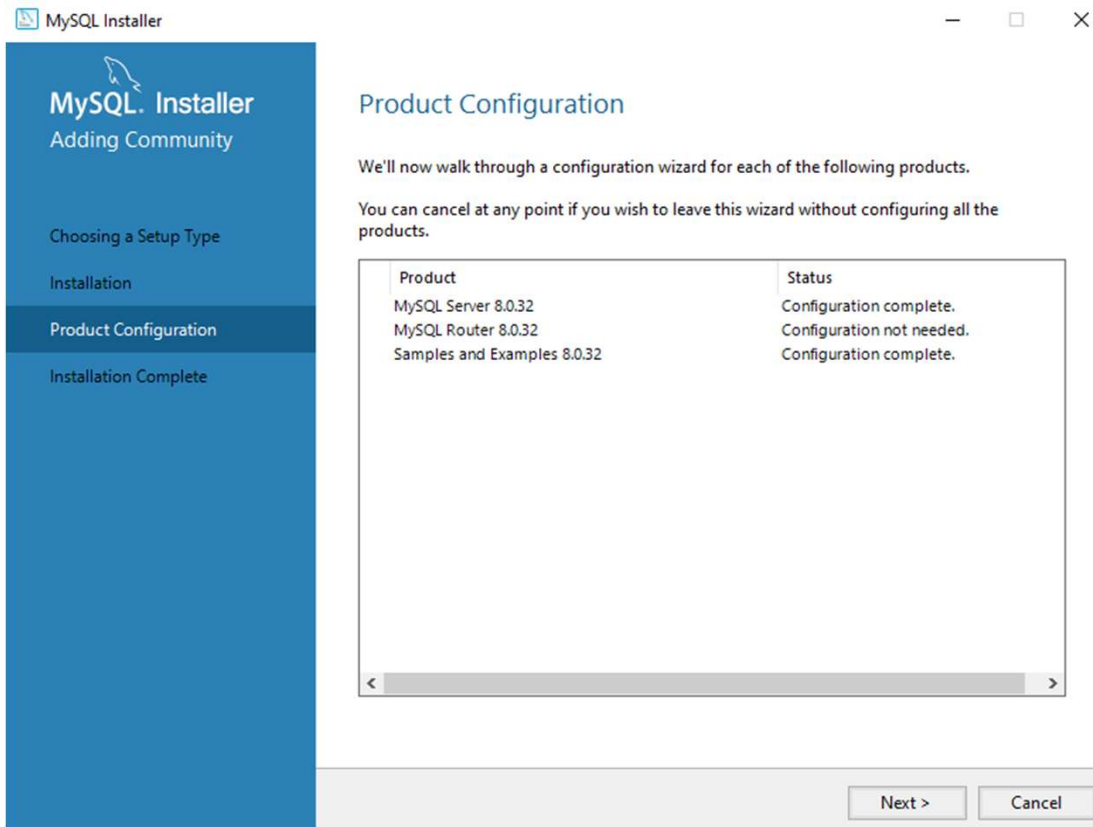 MySQL Installer
MySQL. Installer
Adding Community
Choosing a Setup Type
Installation
Product Configuration
Installation Complete
Product Configuration
We'll now walk through a configuration wizard for each of the following products.
You can cancel at any point if you wish to leave this wizard without configuring all the
products.
Product Status
MySQL Server 8.0.32 Configuration complete.
MySQL Router 8.0.32 Configuration not needed.
Samples and Examples 8.0.32 Configuration complete.
Next > Cancel